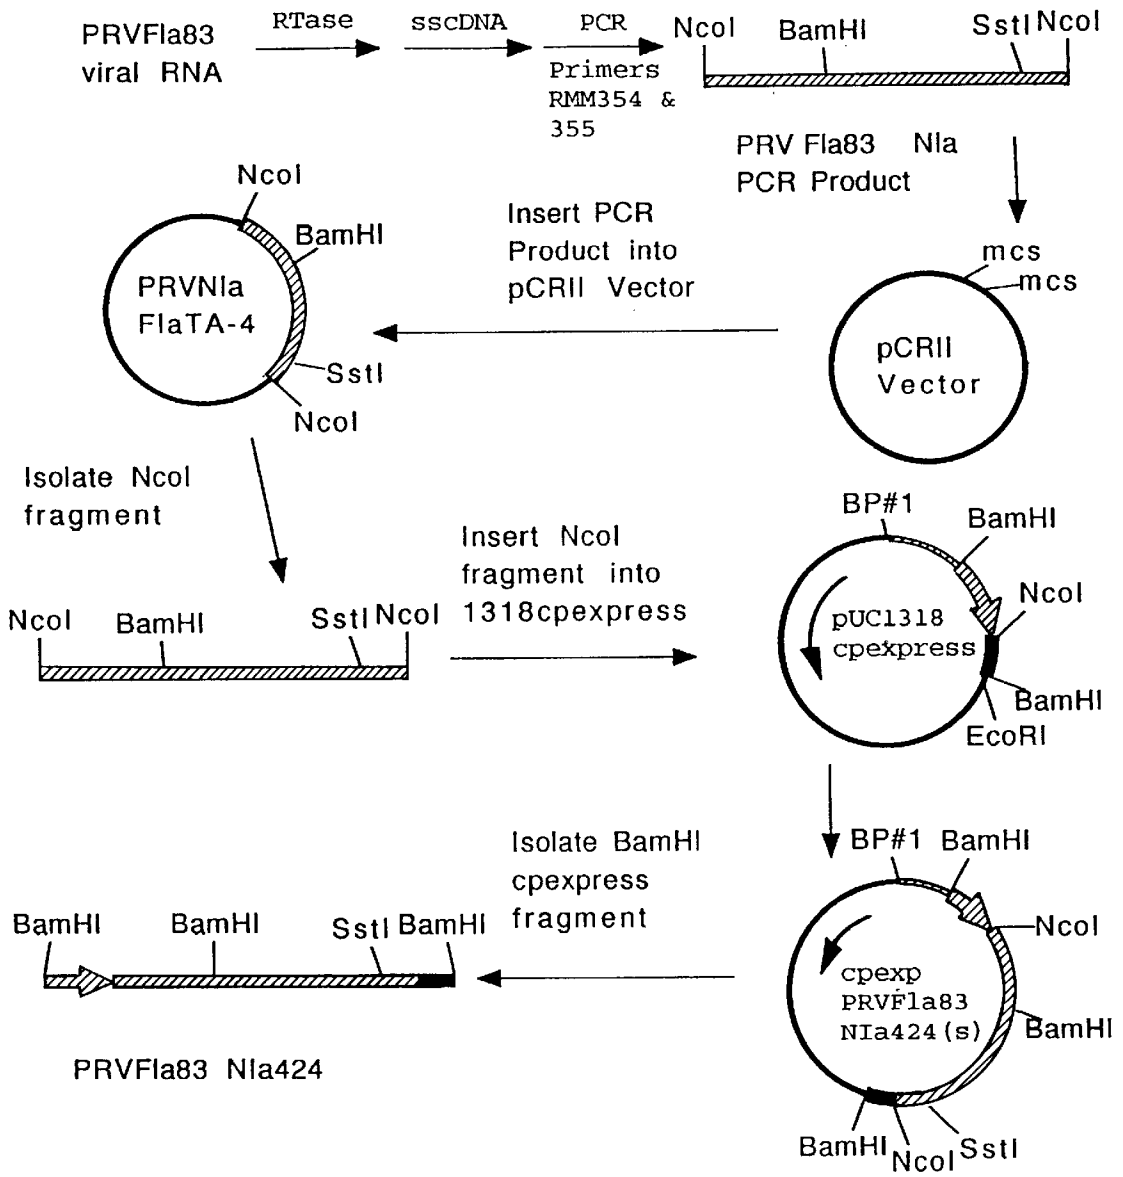 PRVFla83
viral RNA
RTase
sscDNA
PCR
Primers
RMM354 &
355
NcoI
BamHI
SstI
NcoI
PRV Fla83 NIa
PCR Product
mcs
mcs
pCRII
Vector
Insert PCR
Product into
pCRII Vector
NcoI
BamHI
PRVNIa
FlaTA-4
SstI
NcoI
Isolate NcoI
fragment
NcoI
BamHI
SstI
NcoI
Insert NcoI
fragment into
1318cpexpress
BP#1
BamHI
NcoI
pUC1318
cpexpress
BamHI
EcoRI
BP#1
BamHI
NcoI
cpexp
PRVFla83
NIa424(s)
BamHI
BamHI
NcoI
SstI
Isolate BamHI
cpexpress
fragment
BamHI
BamHI
SstI
BamHI
PRVFla83 NIa424